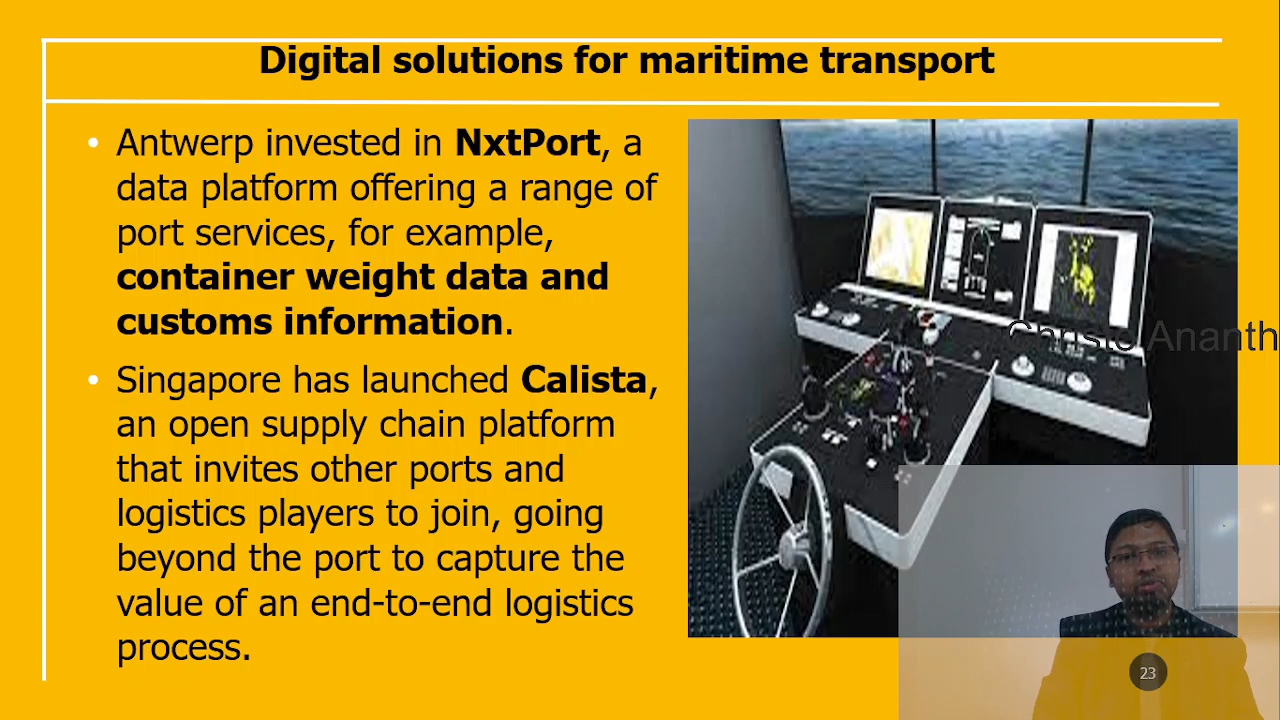 Digital solutions for maritime transport
• Antwerp invested in NxtPort, a
data platform offering a range of
port services, for example,
container weight data and
customs information.
• Singapore has launched Calista,
an open supply chain platform
that invites other ports and
logistics players to join, going
beyond the port to capture the
value of an end-to-end logistics
process.
Christo Ananth
23